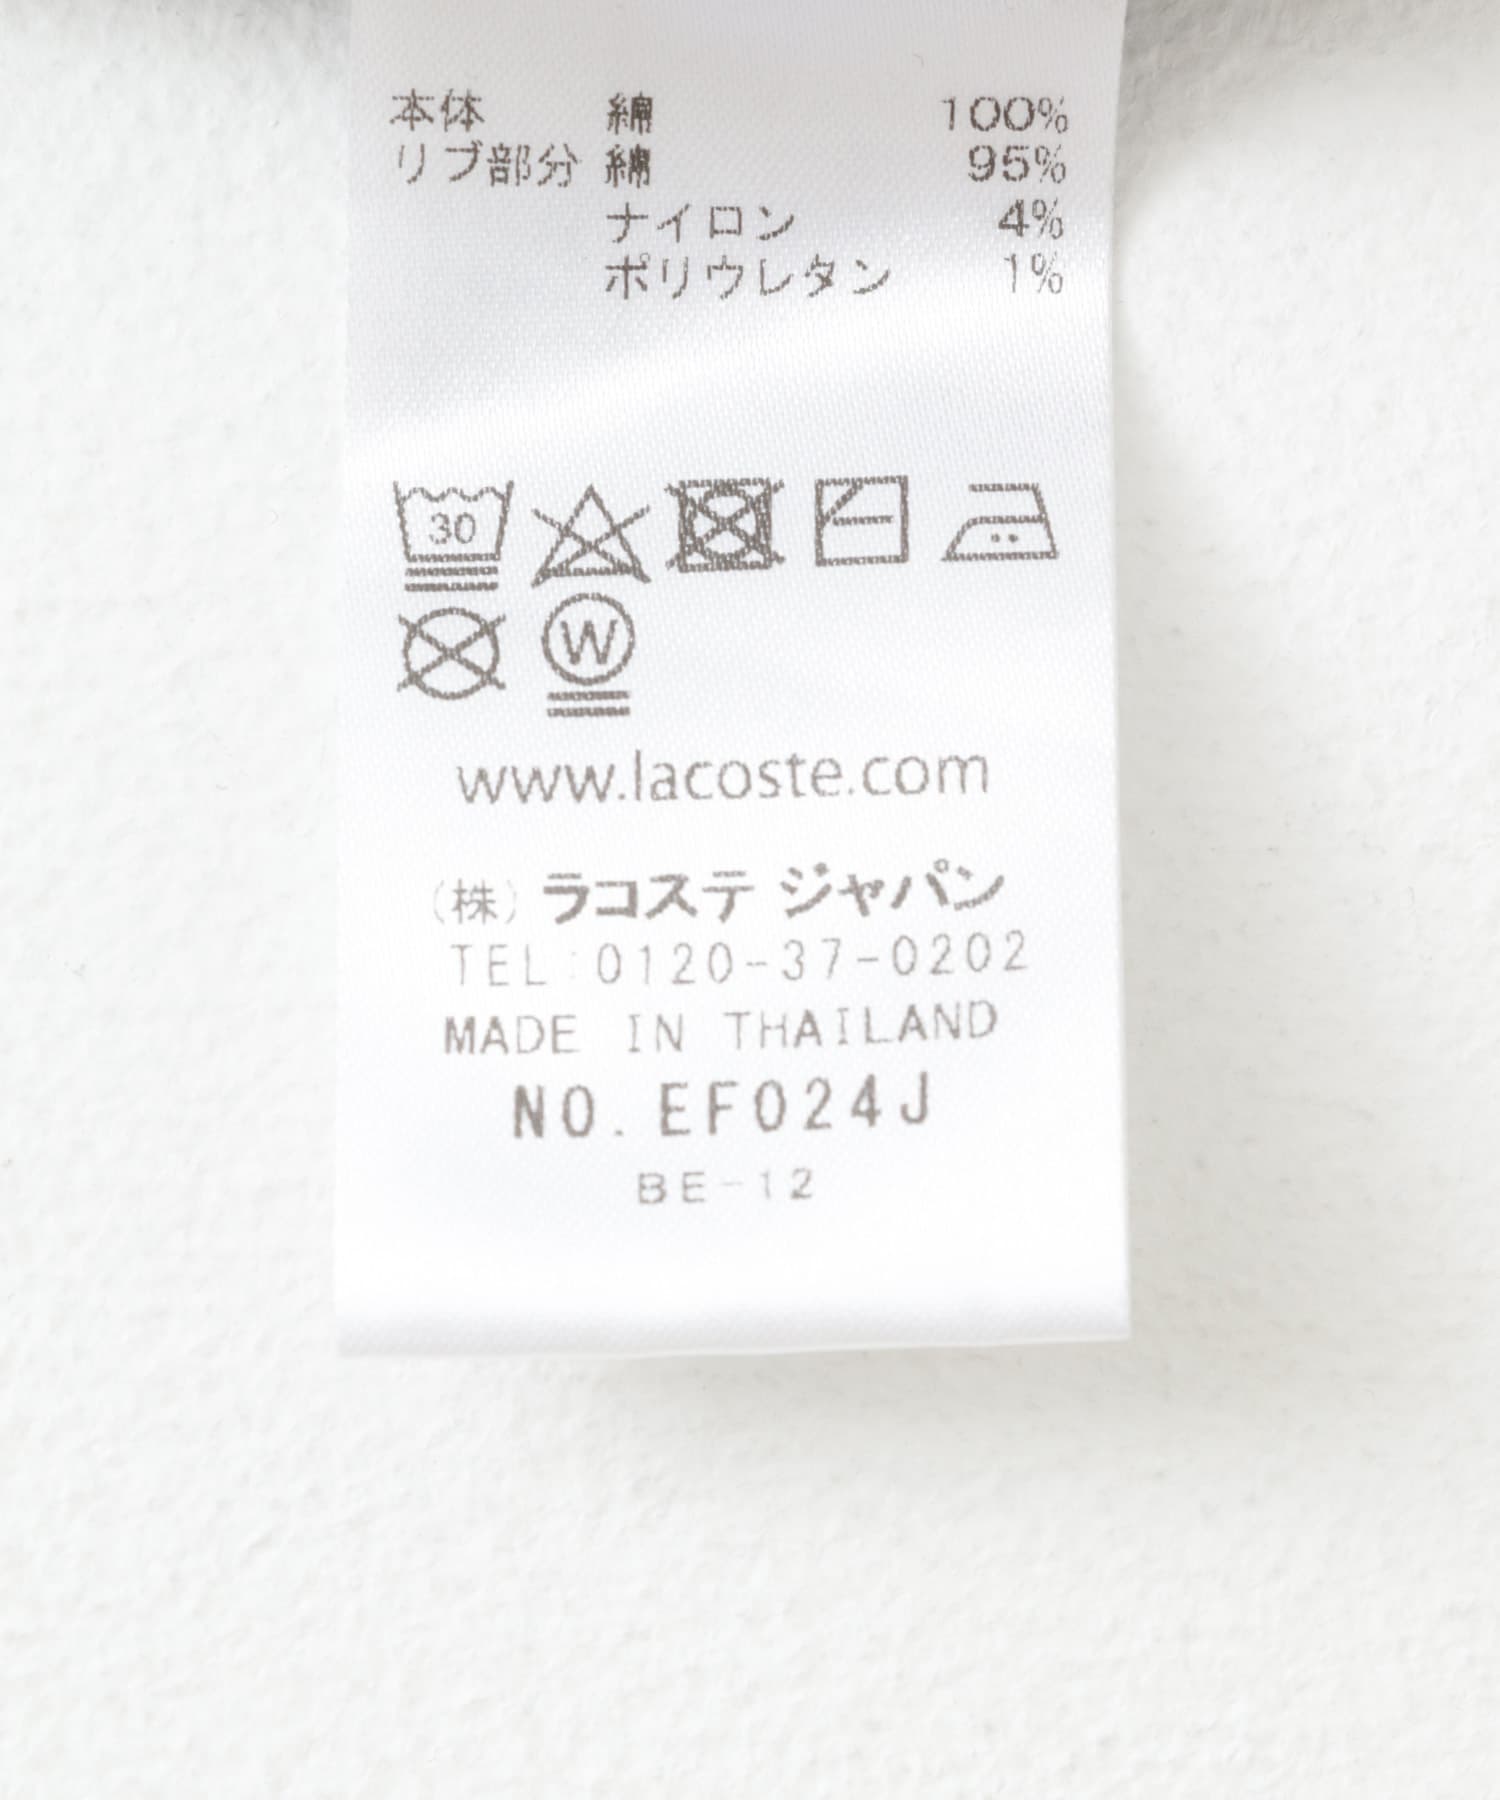 本体 綿 100%
リブ部分 綿 95%
ナイロン 4%
ポリウレタン 1%
30
W
www.lacoste.com
(株) ラコステ ジャパン
TEL:0120-37-0202
MADE IN THAILAND
NO. EF024J
BE-12